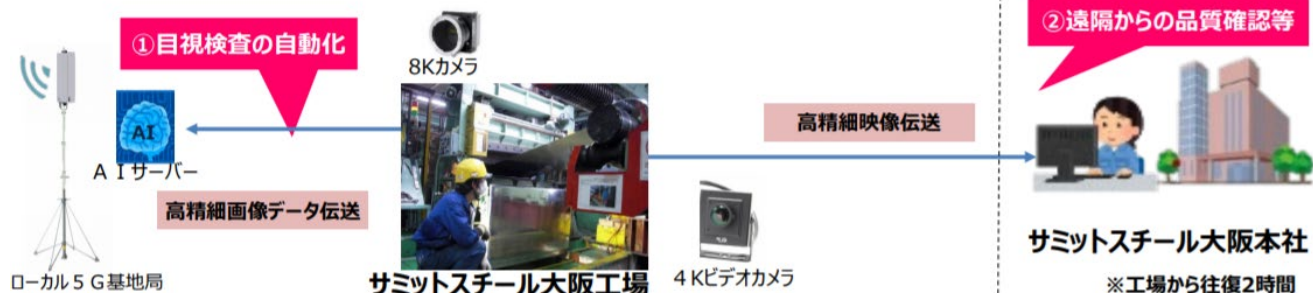 ①目視検査の自動化
8Kカメラ
②遠隔からの品質確認等
AI
AIサーバー
高精細映像伝送
高精細画像データ伝送
ローカル5G基地局
サミットスチール大阪工場
4Kビデオカメラ
サミットスチール大阪本社
※工場から往復2時間